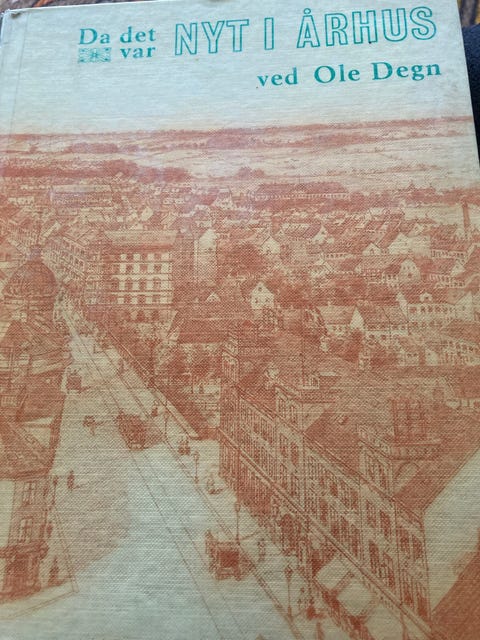 Da det
var
NYT I ÅRHUS
ved Ole Degn